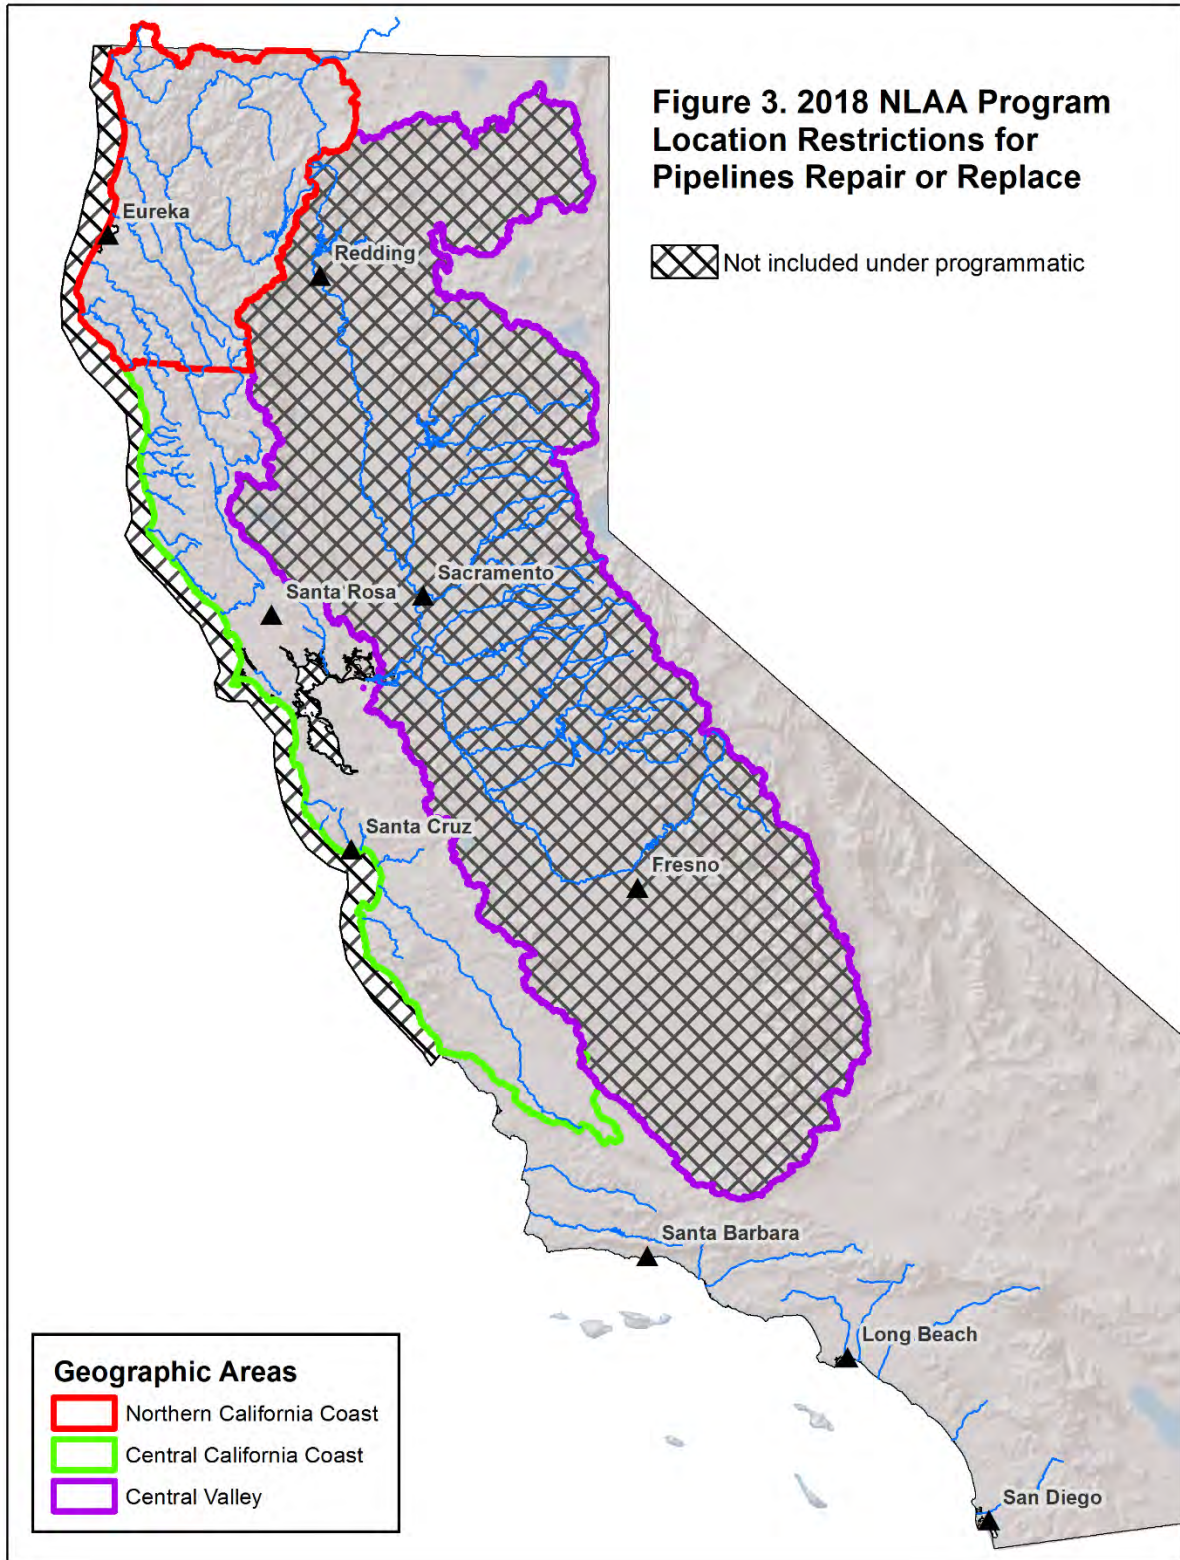 Figure 3. 2018 NLAA Program
Location Restrictions for
Pipelines Repair or Replace
Not included under programmatic
Eureka
Redding
Sacramento
Santa Rosa
Santa Cruz
Fresno
Santa Barbara
Long Beach
San Diego
Geographic Areas
Northern California Coast
Central California Coast
Central Valley